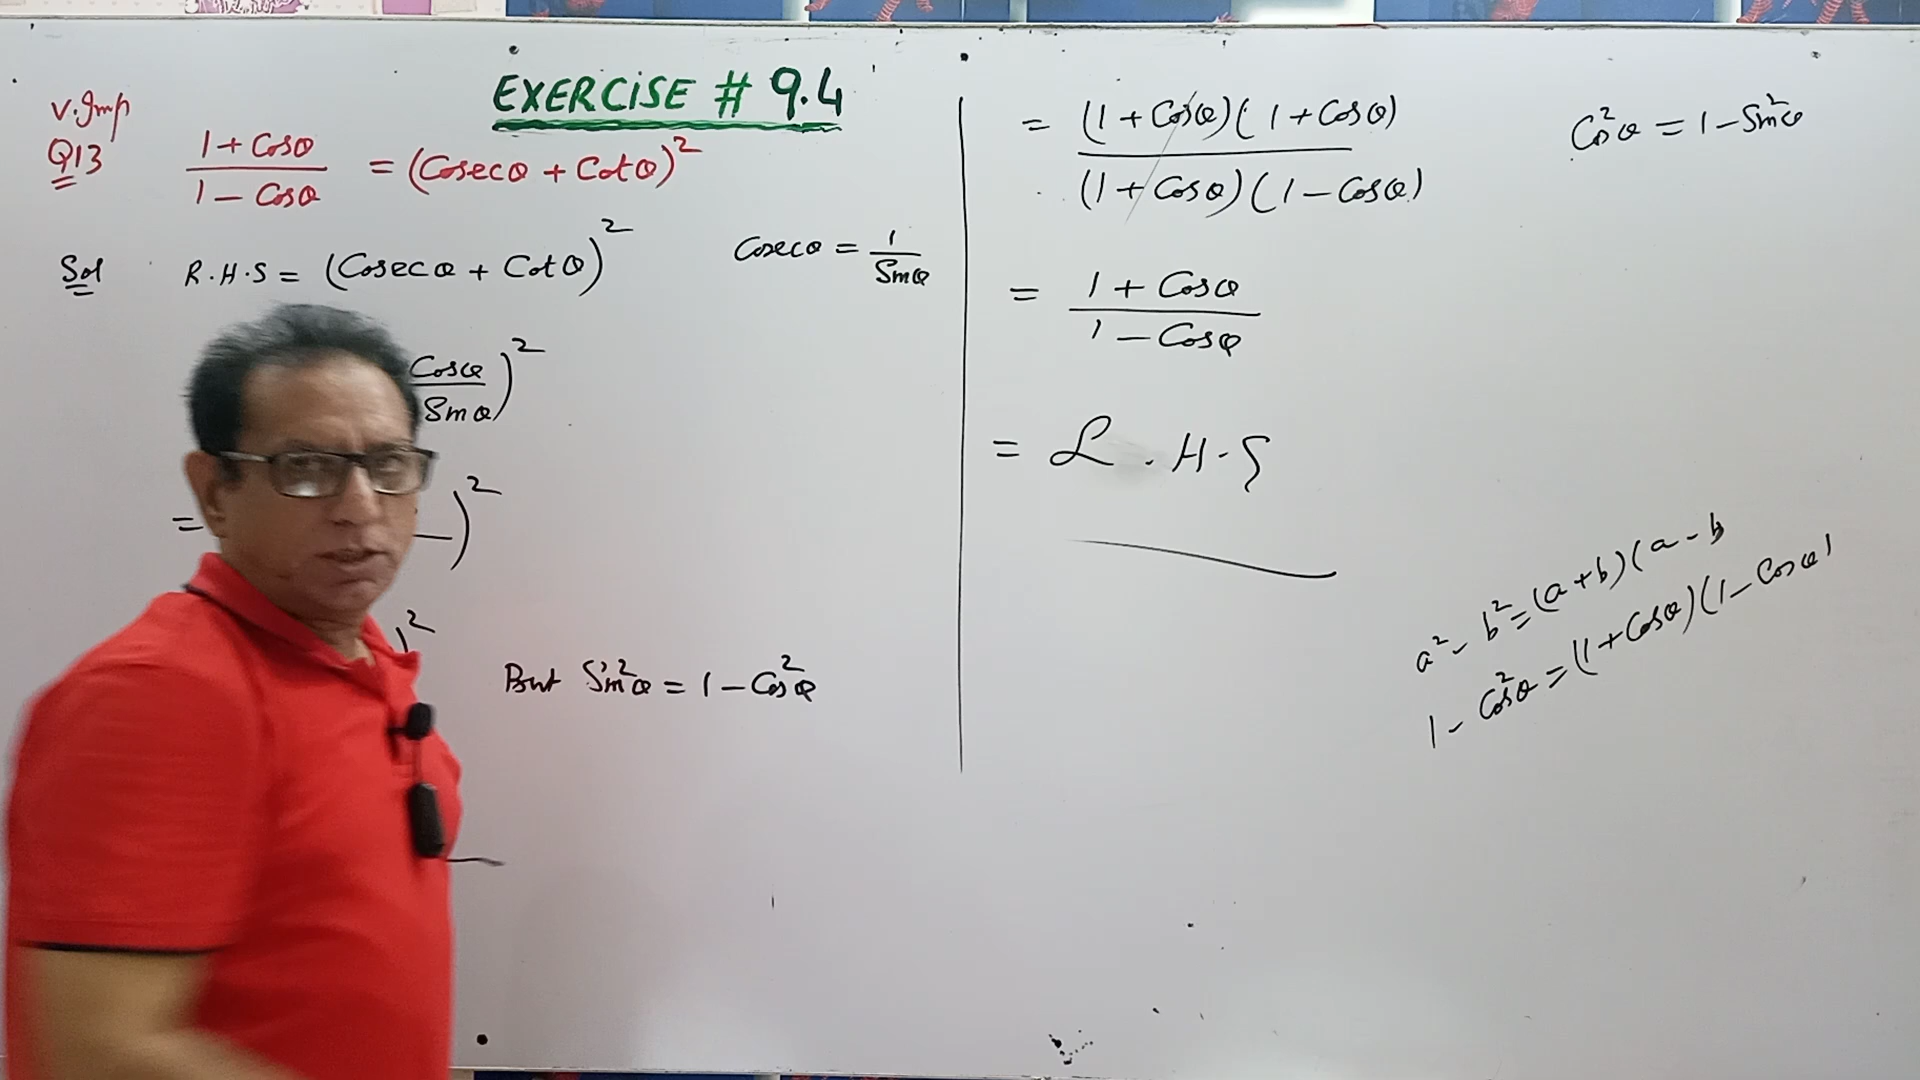 EXERCISE # 9.4
V.Imp
Q13 (1 + Cosθ)/(1 - Cosθ) = (Cosecθ + Cotθ)²
Sol R.H.S = (Cosecθ + Cotθ)²
Cosecθ = 1/Sinθ
Cosθ/Sinθ)²
= )²
)²
But Sin²θ = 1 - Cos²θ
= (1 + Cosθ)(1 + Cosθ)/(1 + Cosθ)(1 - Cosθ)
Cos²θ = 1 - Sin²θ
= (1 + Cosθ)/(1 - Cosθ)
= L.H.S
a² - b² = (a + b)(a - b
1 - Cos²θ = (1 + Cosθ)(1 - Cosθ)